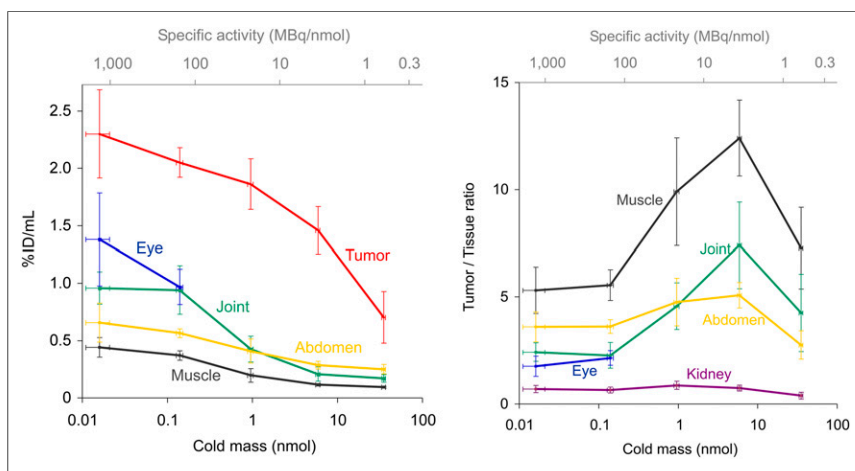 Specific activity (MBq/nmol)
1,000 100 10 1 0.3
2.5
2.0
1.5
1.0
0.5
0
%ID/mL
Eye
Tumor
Joint
Abdomen
Muscle
0.01 0.1 1 10 100
Cold mass (nmol)
Specific activity (MBq/nmol)
1,000 100 10 1 0.3
15
10
5
0
Tumor / Tissue ratio
Muscle
Joint
Abdomen
Eye
Kidney
0.01 0.1 1 10 100
Cold mass (nmol)